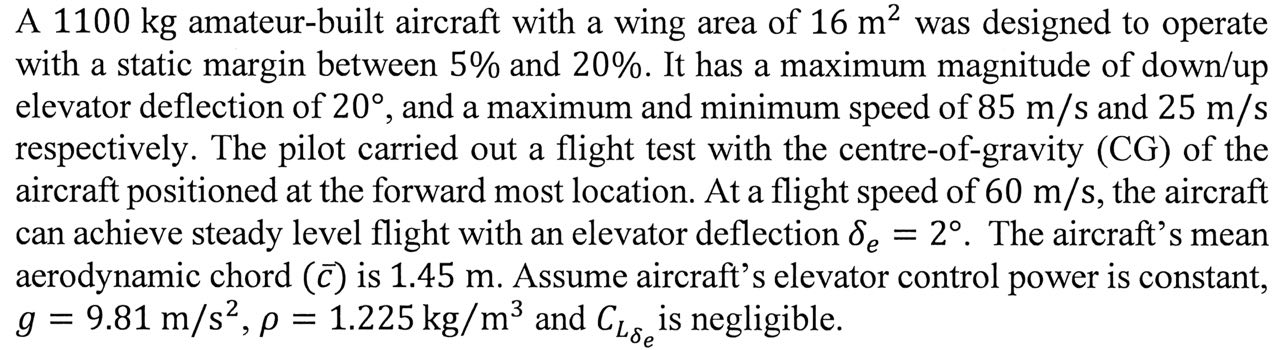 A 1100 kg amateur-built aircraft with a wing area of 16 m² was designed to operate
with a static margin between 5% and 20%. It has a maximum magnitude of down/up
elevator deflection of 20°, and a maximum and minimum speed of 85 m/s and 25 m/s
respectively. The pilot carried out a flight test with the centre-of-gravity (CG) of the
aircraft positioned at the forward most location. At a flight speed of 60 m/s, the aircraft
can achieve steady level flight with an elevator deflection δₑ = 2°. The aircraft's mean
aerodynamic chord (c̄) is 1.45 m. Assume aircraft's elevator control power is constant,
g = 9.81 m/s², ρ = 1.225 kg/m³ and C_{L_{δ_e}} is negligible.